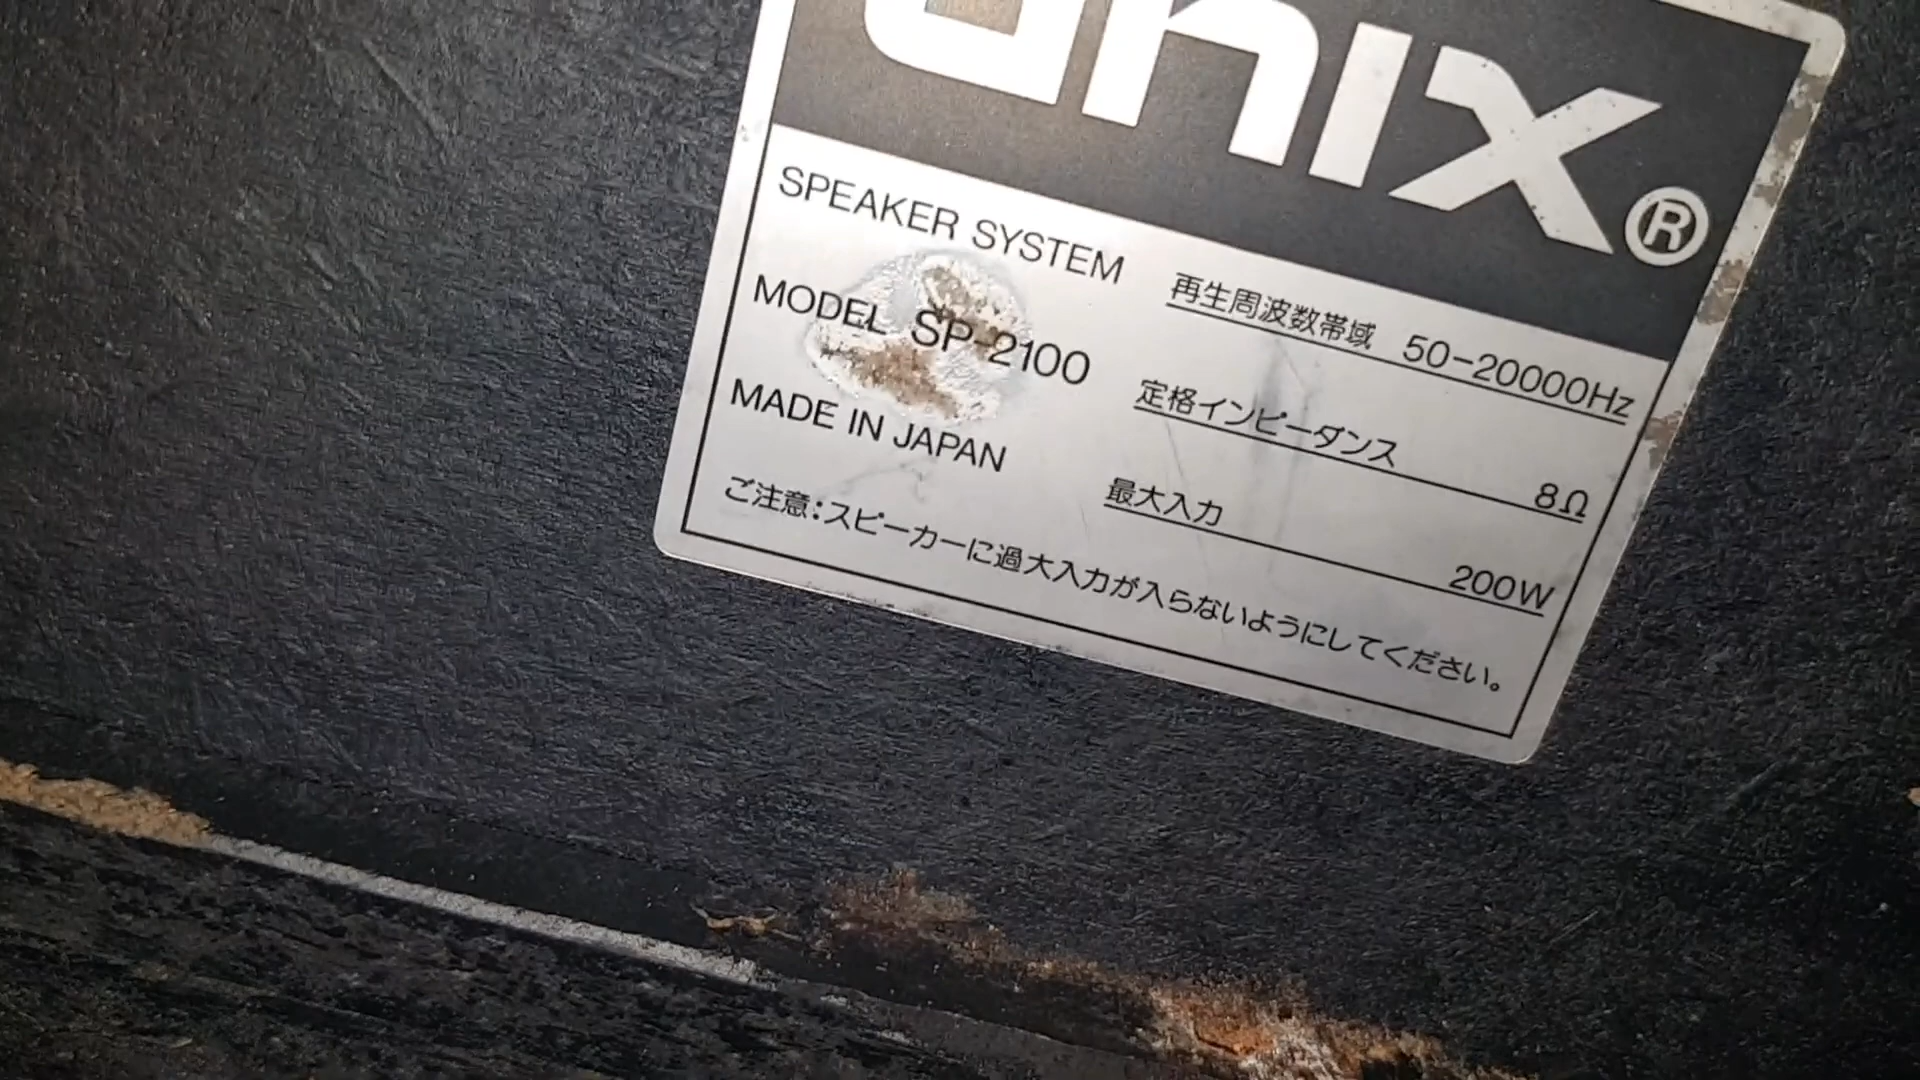 unix®
SPEAKER SYSTEM
MODEL SP-2100
MADE IN JAPAN
再生周波数帯域 50-20000Hz
定格インピーダンス 8Ω
最大入力 200W
ご注意:スピーカーに過大入力が入らないようにしてください。